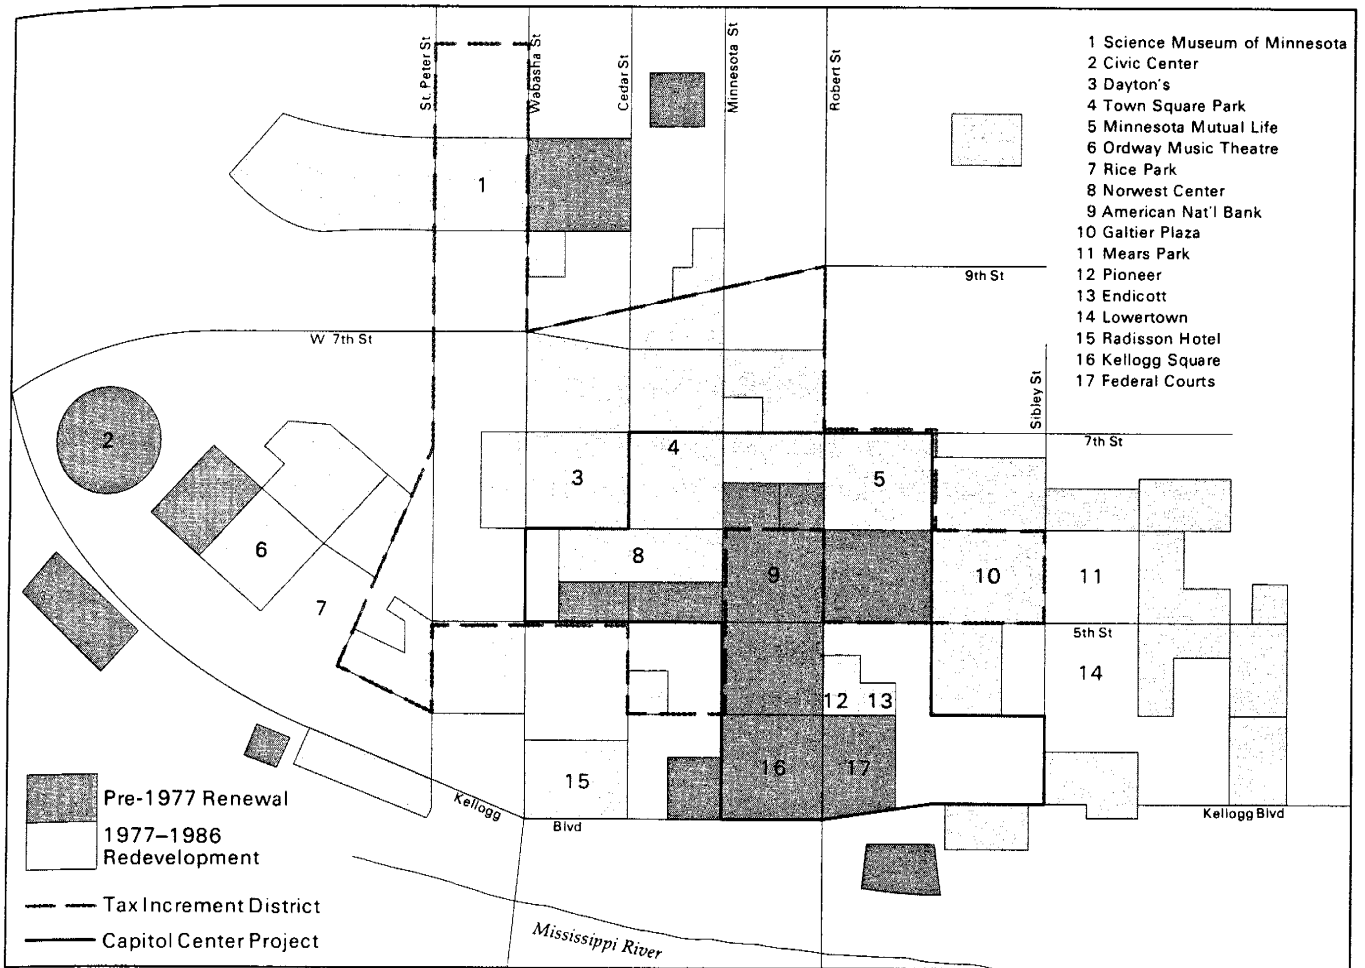 St. Peter St
Wabasha St
Cedar St
Minnesota St
Robert St
1 Science Museum of Minnesota
2 Civic Center
3 Dayton's
4 Town Square Park
5 Minnesota Mutual Life
6 Ordway Music Theatre
7 Rice Park
8 Norwest Center
9 American Nat'l Bank
10 Galtier Plaza
11 Mears Park
12 Pioneer
13 Endicott
14 Lowertown
15 Radisson Hotel
16 Kellogg Square
17 Federal Courts
1
9th St
W 7th St
Sibley St
2
7th St
4
3
5
6
8
9
10
11
7
5th St
14
12
13
15
16
17
Kellogg
Blvd
Kellogg Blvd
Pre-1977 Renewal
1977–1986
Redevelopment
Tax Increment District
Capitol Center Project
Mississippi River